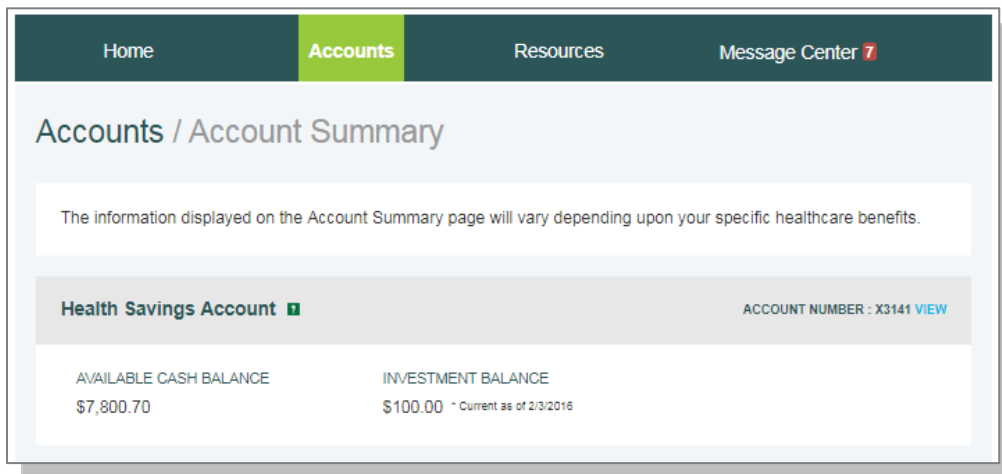 Home Accounts Resources Message Center 7
Accounts / Account Summary
The information displayed on the Account Summary page will vary depending upon your specific healthcare benefits.
Health Savings Account ? ACCOUNT NUMBER : X3141 VIEW
AVAILABLE CASH BALANCE INVESTMENT BALANCE
$7,800.70 $100.00 * Current as of 2/3/2016